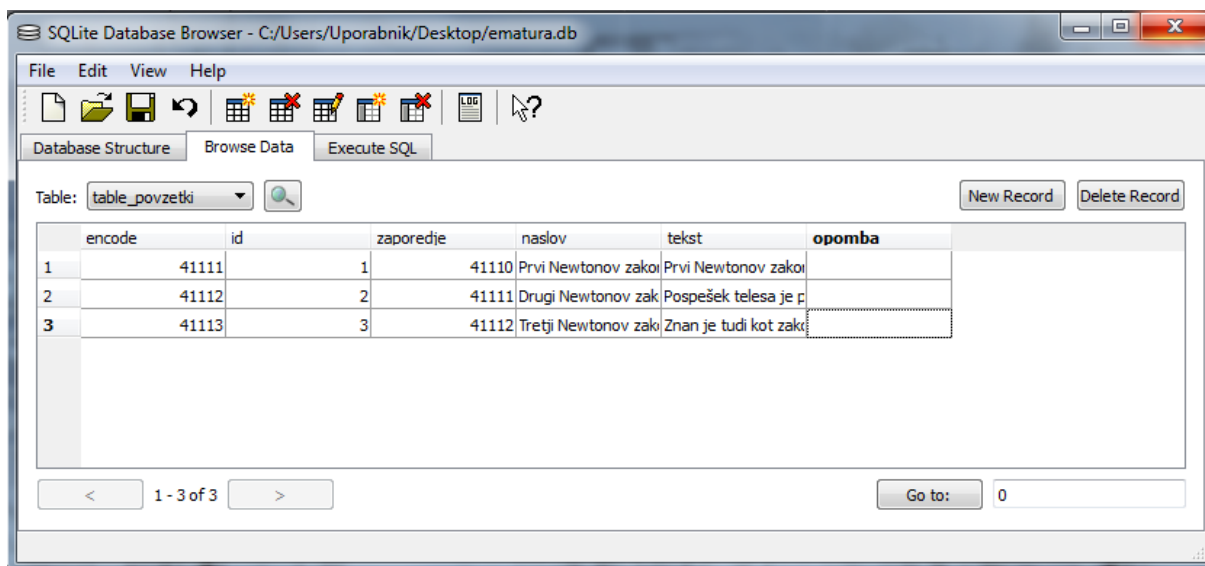 SQLite Database Browser - C:/Users/Uporabnik/Desktop/ematura.db
File Edit View Help
LOG
Database Structure Browse Data Execute SQL
Table: table_povzetki New Record Delete Record
encode id zaporedje naslov tekst opomba
1 41111 1 41110 Prvi Newtonov zakon Prvi Newtonov zakon
2 41112 2 41111 Drugi Newtonov zak Pospešek telesa je p
3 41113 3 41112 Tretji Newtonov zako Znan je tudi kot zako
< 1 - 3 of 3 > Go to: 0